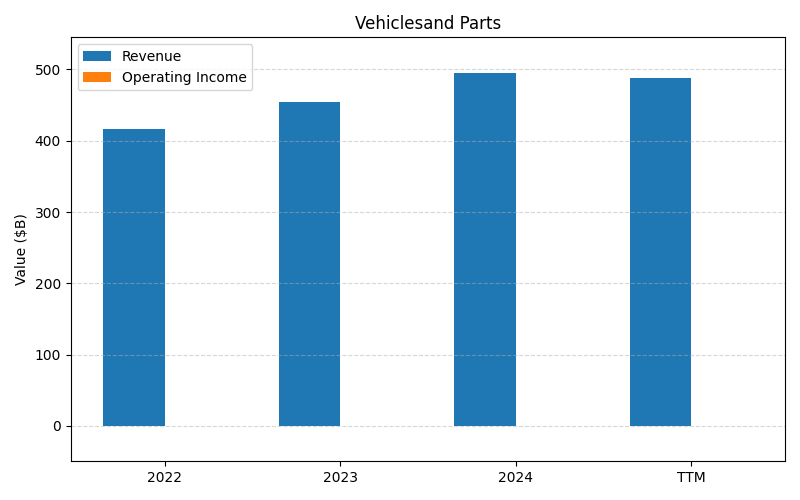 Vehiclesand Parts
Revenue
Operating Income
Value ($B)
500
400
300
200
100
0
2022
2023
2024
TTM